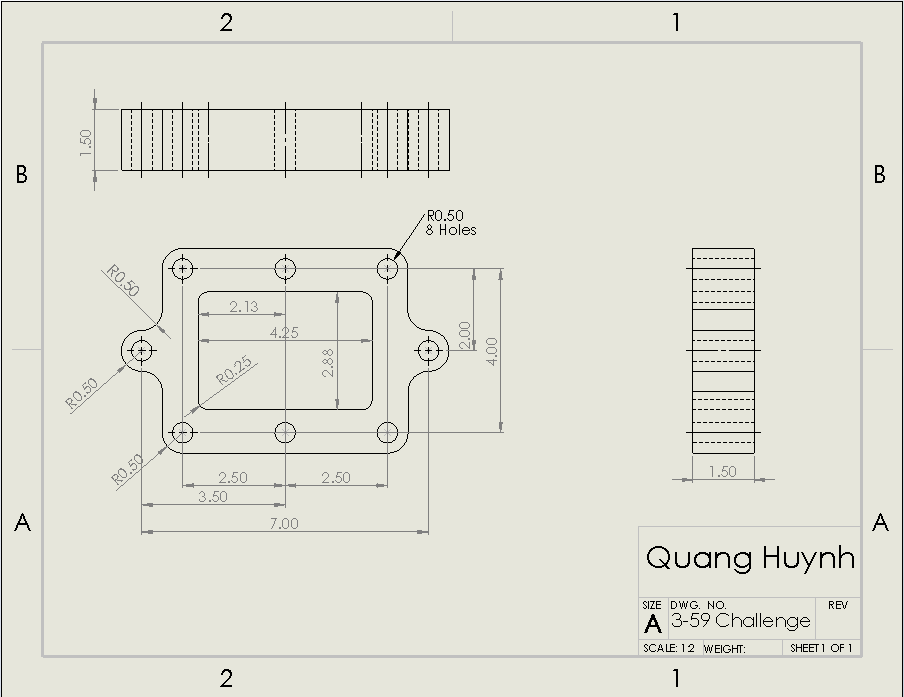 2
1
B
B
1.50
R0.50
8 Holes
R0.50
2.13
4.25
2.88
R0.25
2.00
4.00
R0.50
R0.50
2.50
2.50
3.50
7.00
1.50
A
A
Quang Huynh
SIZE
DWG. NO.
REV
A
3-59 Challenge
SCALE: 1:2
WEIGHT:
SHEET 1 OF 1
2
1